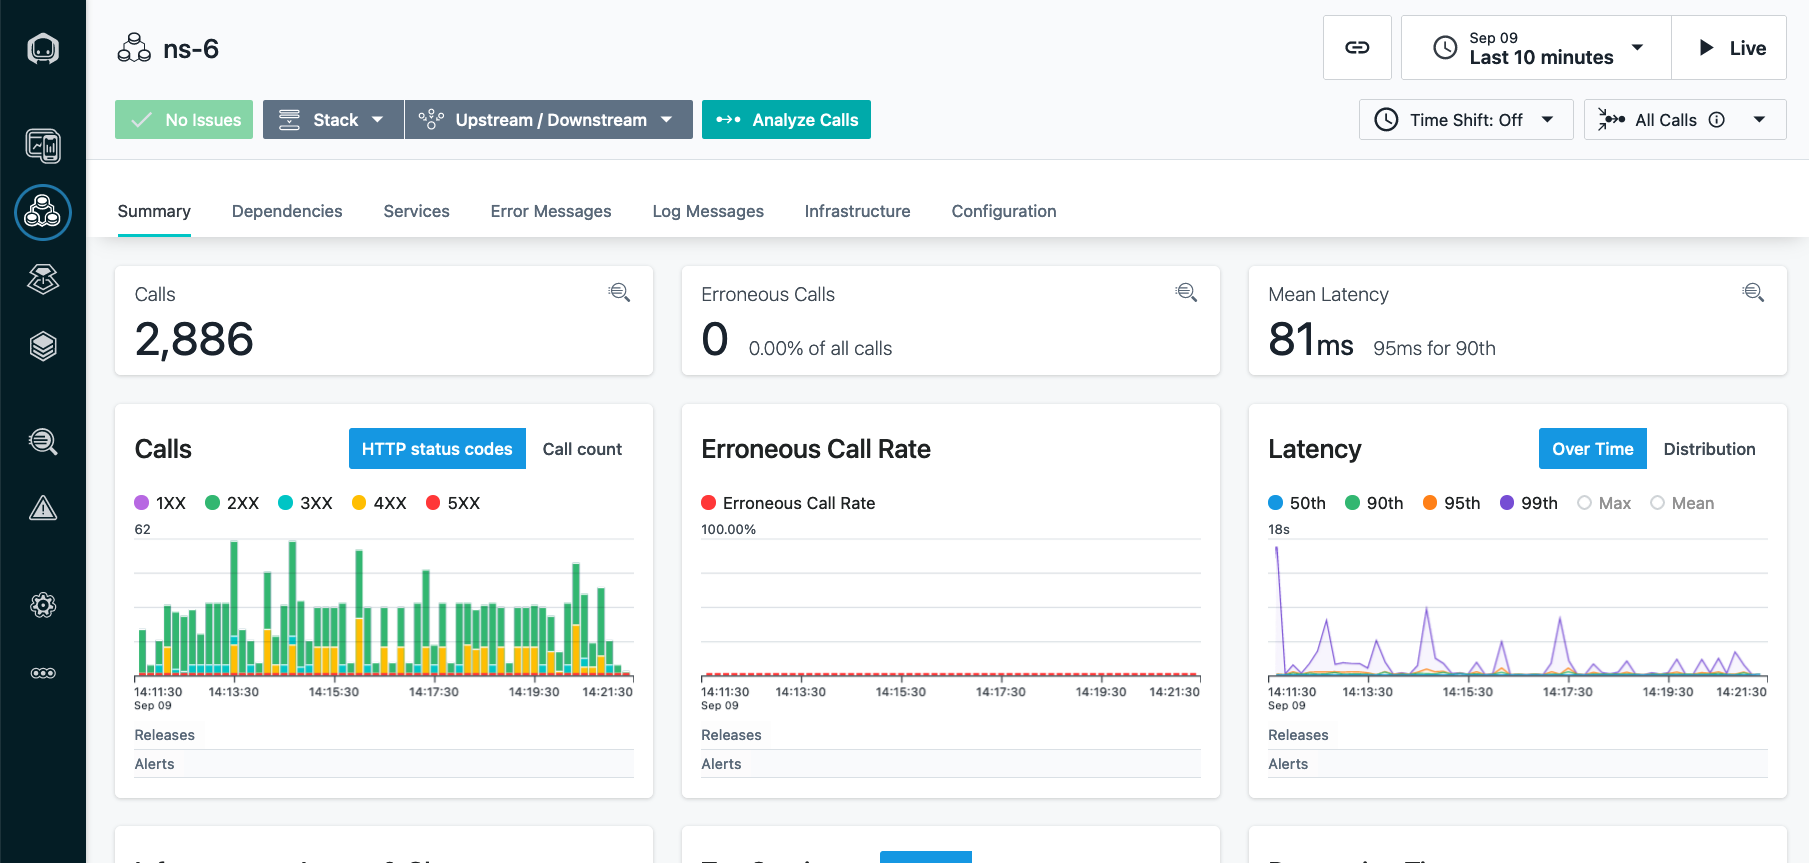 ns-6
Sep 09
Last 10 minutes
Live
No Issues
Stack
Upstream / Downstream
Analyze Calls
Time Shift: Off
All Calls
Summary
Dependencies
Services
Error Messages
Log Messages
Infrastructure
Configuration
Calls
2,886
Erroneous Calls
0 0.00% of all calls
Mean Latency
81ms 95ms for 90th
Calls
HTTP status codes
Call count
1XX 2XX 3XX 4XX 5XX
62
14:11:30 14:13:30 14:15:30 14:17:30 14:19:30 14:21:30
Sep 09
Releases
Alerts
Erroneous Call Rate
Erroneous Call Rate
100.00%
14:11:30 14:13:30 14:15:30 14:17:30 14:19:30 14:21:30
Sep 09
Releases
Alerts
Latency
Over Time
Distribution
50th 90th 95th 99th Max Mean
18s
14:11:30 14:13:30 14:15:30 14:17:30 14:19:30 14:21:30
Sep 09
Releases
Alerts